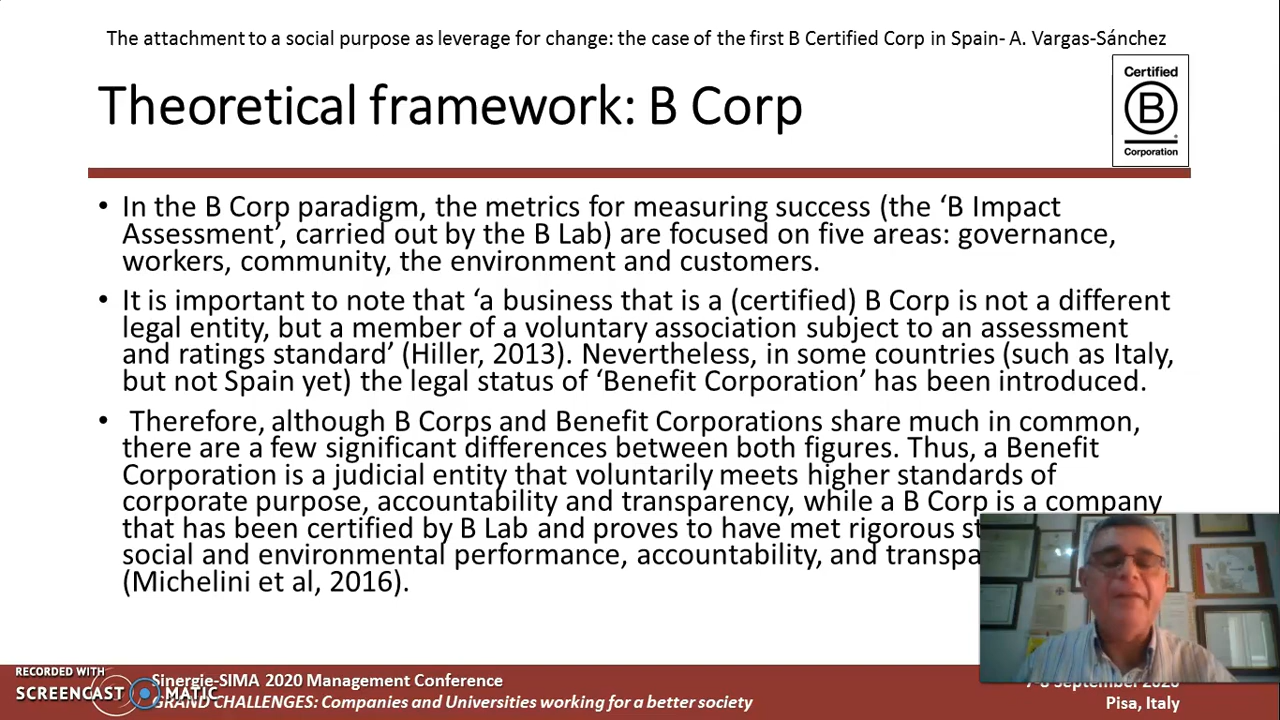 The attachment to a social purpose as leverage for change: the case of the first B Certified Corp in Spain- A. Vargas-Sánchez
Theoretical framework: B Corp
Certified
B
®
Corporation
• In the B Corp paradigm, the metrics for measuring success (the ‘B Impact
Assessment’, carried out by the B Lab) are focused on five areas: governance,
workers, community, the environment and customers.
• It is important to note that ‘a business that is a (certified) B Corp is not a different
legal entity, but a member of a voluntary association subject to an assessment
and ratings standard’ (Hiller, 2013). Nevertheless, in some countries (such as Italy,
but not Spain yet) the legal status of ‘Benefit Corporation’ has been introduced.
• Therefore, although B Corps and Benefit Corporations share much in common,
there are a few significant differences between both figures. Thus, a Benefit
Corporation is a judicial entity that voluntarily meets higher standards of
corporate purpose, accountability and transparency, while a B Corp is a company
that has been certified by B Lab and proves to have met rigorous
social and environmental performance, accountability, and
(Michelini et al, 2016).
RECORDED WITH
SCREENCAST MATIC
Sinergie-SIMA 2020 Management Conference
GRAND CHALLENGES: Companies and Universities working for a better society
September 2020
Pisa, Italy